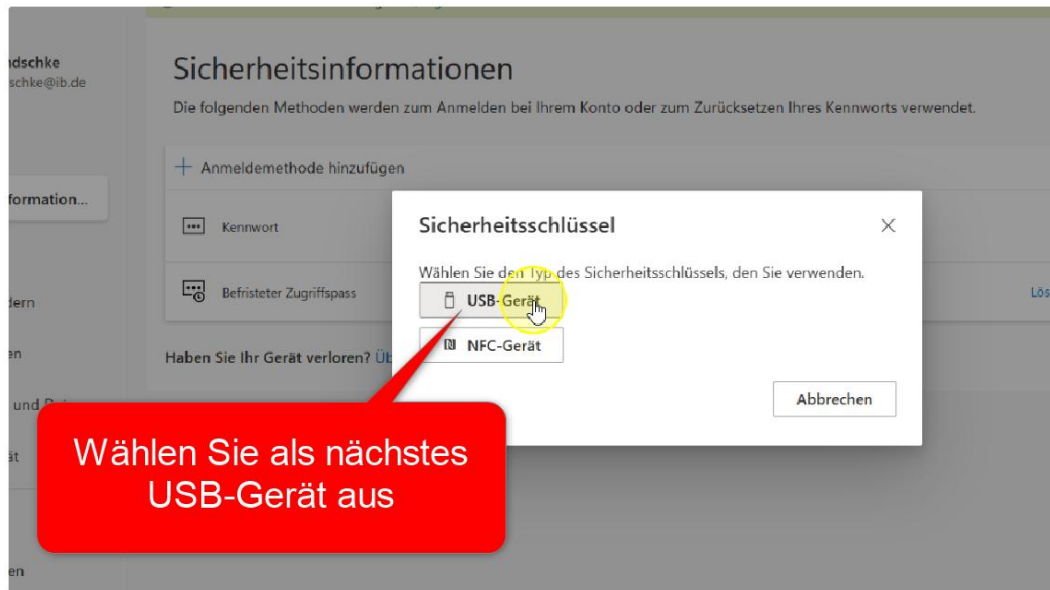 Sicherheitsinformationen
schke@ib.de
Die folgenden Methoden werden zum Anmelden bei Ihrem Konto oder zum Zurücksetzen Ihres Kennworts verwendet.
Anmeldemethode hinzufügen
formation...
Kennwort
Befristeter Zugriffspass
Lös
dern
en
Haben Sie Ihr Gerät verloren? Üb
und
ät
en
Sicherheitsschlüssel
Wählen Sie den Typ des Sicherheitsschlüssels, den Sie verwenden.
USB-Gerät
NFC-Gerät
Abbrechen
Wählen Sie als nächstes
USB-Gerät aus